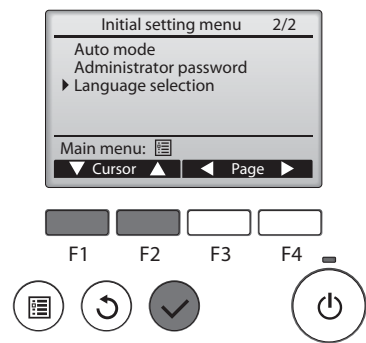 Initial setting menu 2/2
Auto mode
Administrator password
Language selection
Main menu:
Cursor Page
F1 F2 F3 F4